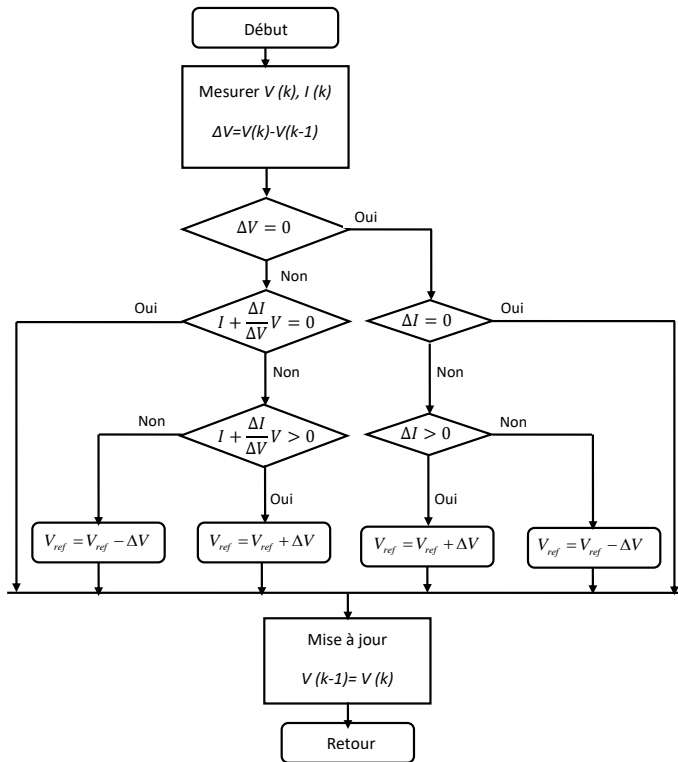 Début
Mesurer V (k), I (k)
ΔV=V(k)-V(k-1)
ΔV = 0
Oui
Non
Oui
I + ΔI/ΔV V = 0
ΔI = 0
Oui
Non
Non
Non
I + ΔI/ΔV V > 0
ΔI > 0
Non
Oui
Oui
V_ref = V_ref − ΔV
V_ref = V_ref + ΔV
V_ref = V_ref + ΔV
V_ref = V_ref − ΔV
Mise à jour
V (k-1)= V (k)
Retour